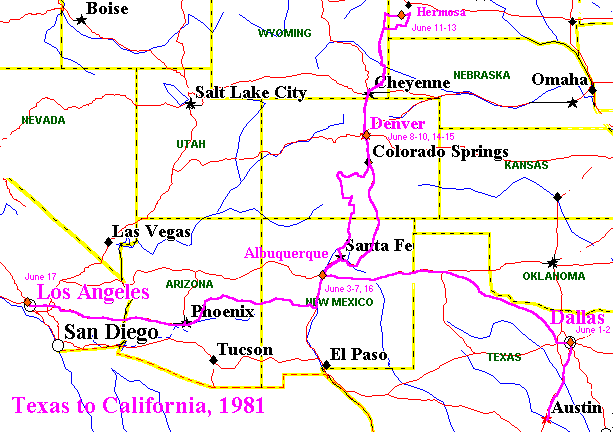 Boise
Hermosa
June 11-13
WYOMING
Cheyenne
NEBRASKA
Omaha
Salt Lake City
NEVADA
Denver
June 8-10, 14-15
UTAH
Colorado Springs
KANSAS
Las Vegas
Albuquerque
Santa Fe
June 17
ARIZONA
June 3-7, 16
OKLAHOMA
Los Angeles
NEW MEXICO
Phoenix
Dallas
June 1-2
San Diego
Tucson
El Paso
TEXAS
Texas to California, 1981
Austin